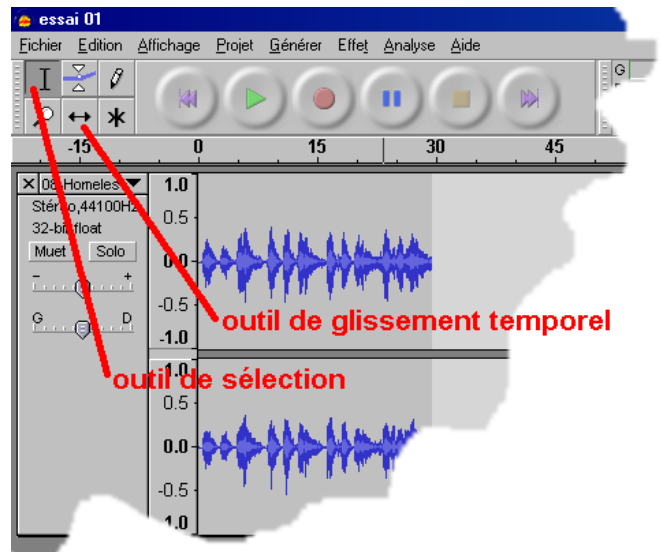 essai 01
Fichier Edition Affichage Projet Générer Effet Analyse Aide
G
-15 0 15 30 45
08-Homeles
Stéréo,44100Hz
32-bit float
Muet Solo
- +
G D
1.0
0.5
0.0
-0.5
-1.0
outil de glissement temporel
outil de sélection
1.0
0.5
0.0
-0.5
-1.0